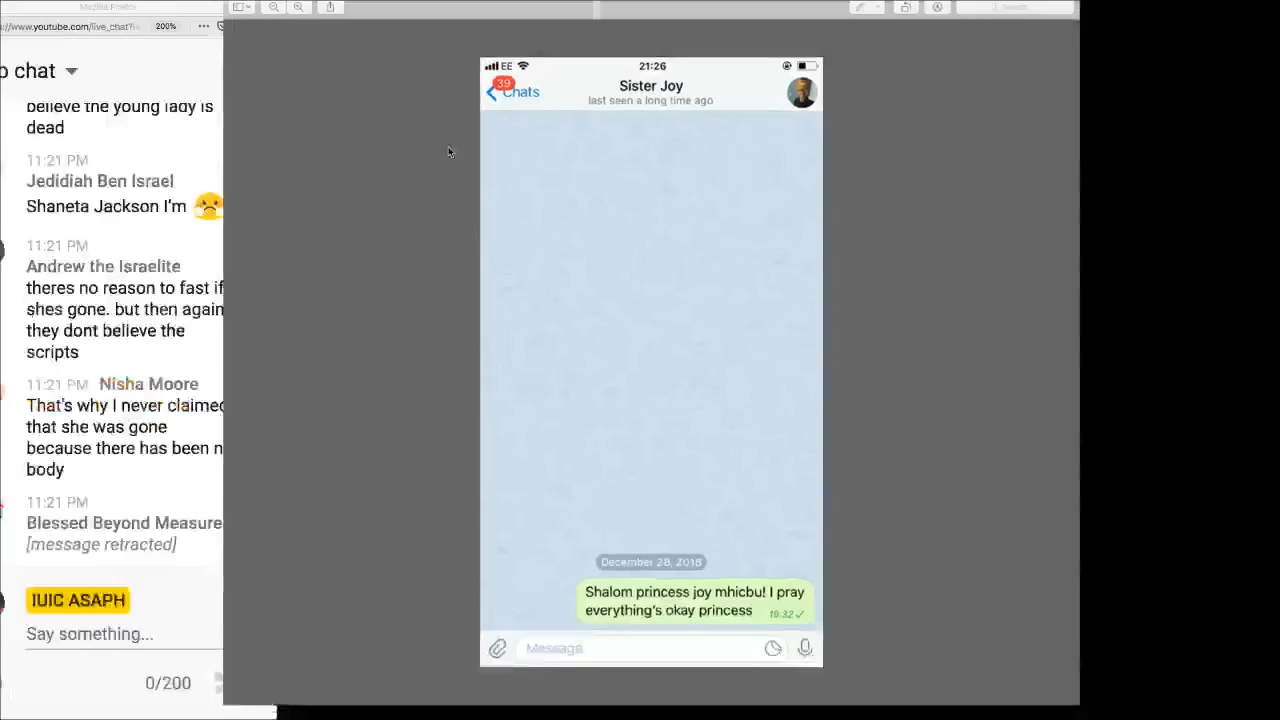 Mozilla Firefox
://www.youtube.com/live_chat?i
200%
p chat
believe the young lady is
dead
11:21 PM
Jedidiah Ben Israel
Shaneta Jackson I'm
11:21 PM
Andrew the Israelite
theres no reason to fast if
shes gone. but then again
they dont believe the
scripts
11:21 PM Nisha Moore
That's why I never claimed
that she was gone
because there has been n
body
11:21 PM
Blessed Beyond Measure
[message retracted]
IUIC ASAPH
Say something...
0/200
Search
EE 21:26
39
Chats
Sister Joy
last seen a long time ago
December 28, 2018
Shalom princess joy mhicbu! I pray
everything's okay princess
19:32
Message